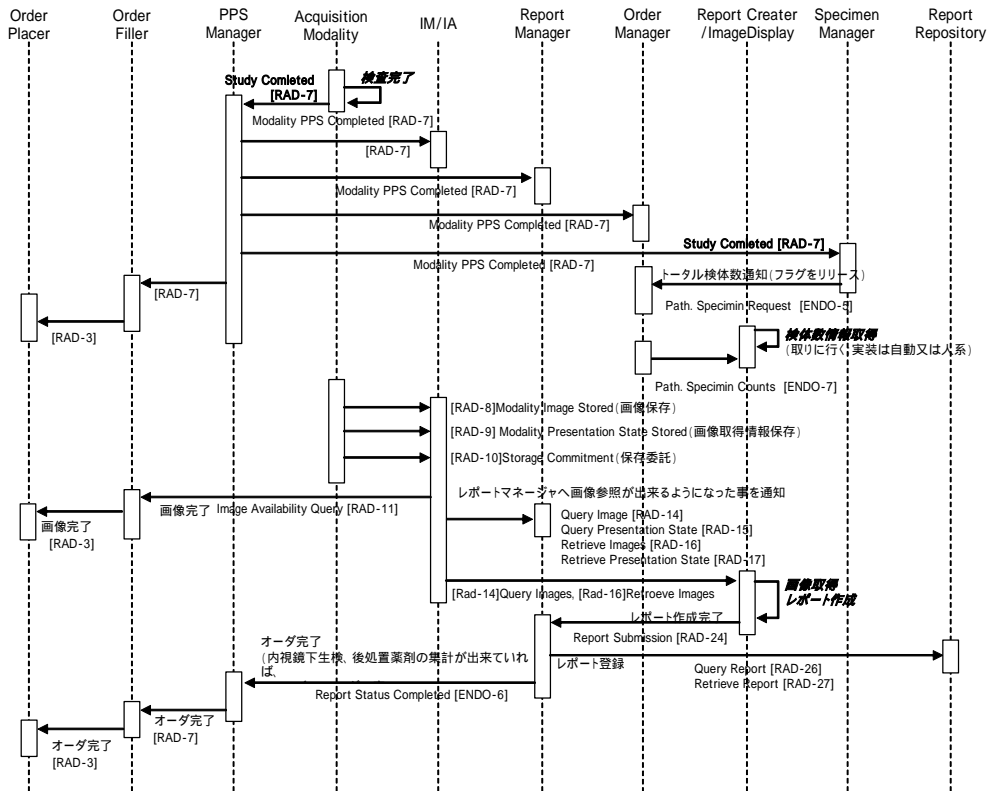 Order Placer
Order Filler
PPS Manager
Acquisition Modality
IM/IA
Report Manager
Order Manager
Report Creater /ImageDisplay
Specimen Manager
Report Repository
検査完了
Study Comleted
[RAD-7]
Modality PPS Completed [RAD-7]
[RAD-7]
Modality PPS Completed [RAD-7]
Modality PPS Completed [RAD-7]
Study Comleted [RAD-7]
Modality PPS Completed [RAD-7]
トータル検体数通知(フラグをリリース)
[RAD-7]
Path. Specimin Request [ENDO-5]
[RAD-3]
検体数情報取得
(取りに行く、実装は自動又は人系)
Path. Specimin Counts [ENDO-7]
[RAD-8]Modality Image Stored(画像保存)
[RAD-9] Modality Presentation State Stored(画像取得情報保存)
[RAD-10]Storage Commitment(保存委託)
レポートマネージャへ画像参照が出来るようになった事を通知
画像完了 Image Availability Query [RAD-11]
画像完了
[RAD-3]
Query Image [RAD-14]
Query Presentation State [RAD-15]
Retrieve Images [RAD-16]
Retrieve Presentation State [RAD-17]
[Rad-14]Query Images, [Rad-16]Retroeve Images
画像取得
レポート作成
レポート作成完了
Report Submission [RAD-24]
オーダ完了
(内視鏡下生検、後処置薬剤の集計が出来ていれ
ば、
レポート登録
Query Report [RAD-26]
Retrieve Report [RAD-27]
Report Status Completed [ENDO-6]
オーダ完了
[RAD-7]
オーダ完了
[RAD-3]